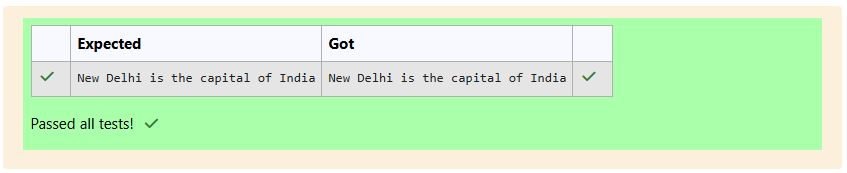 Expected Got
New Delhi is the capital of India New Delhi is the capital of India
Passed all tests!